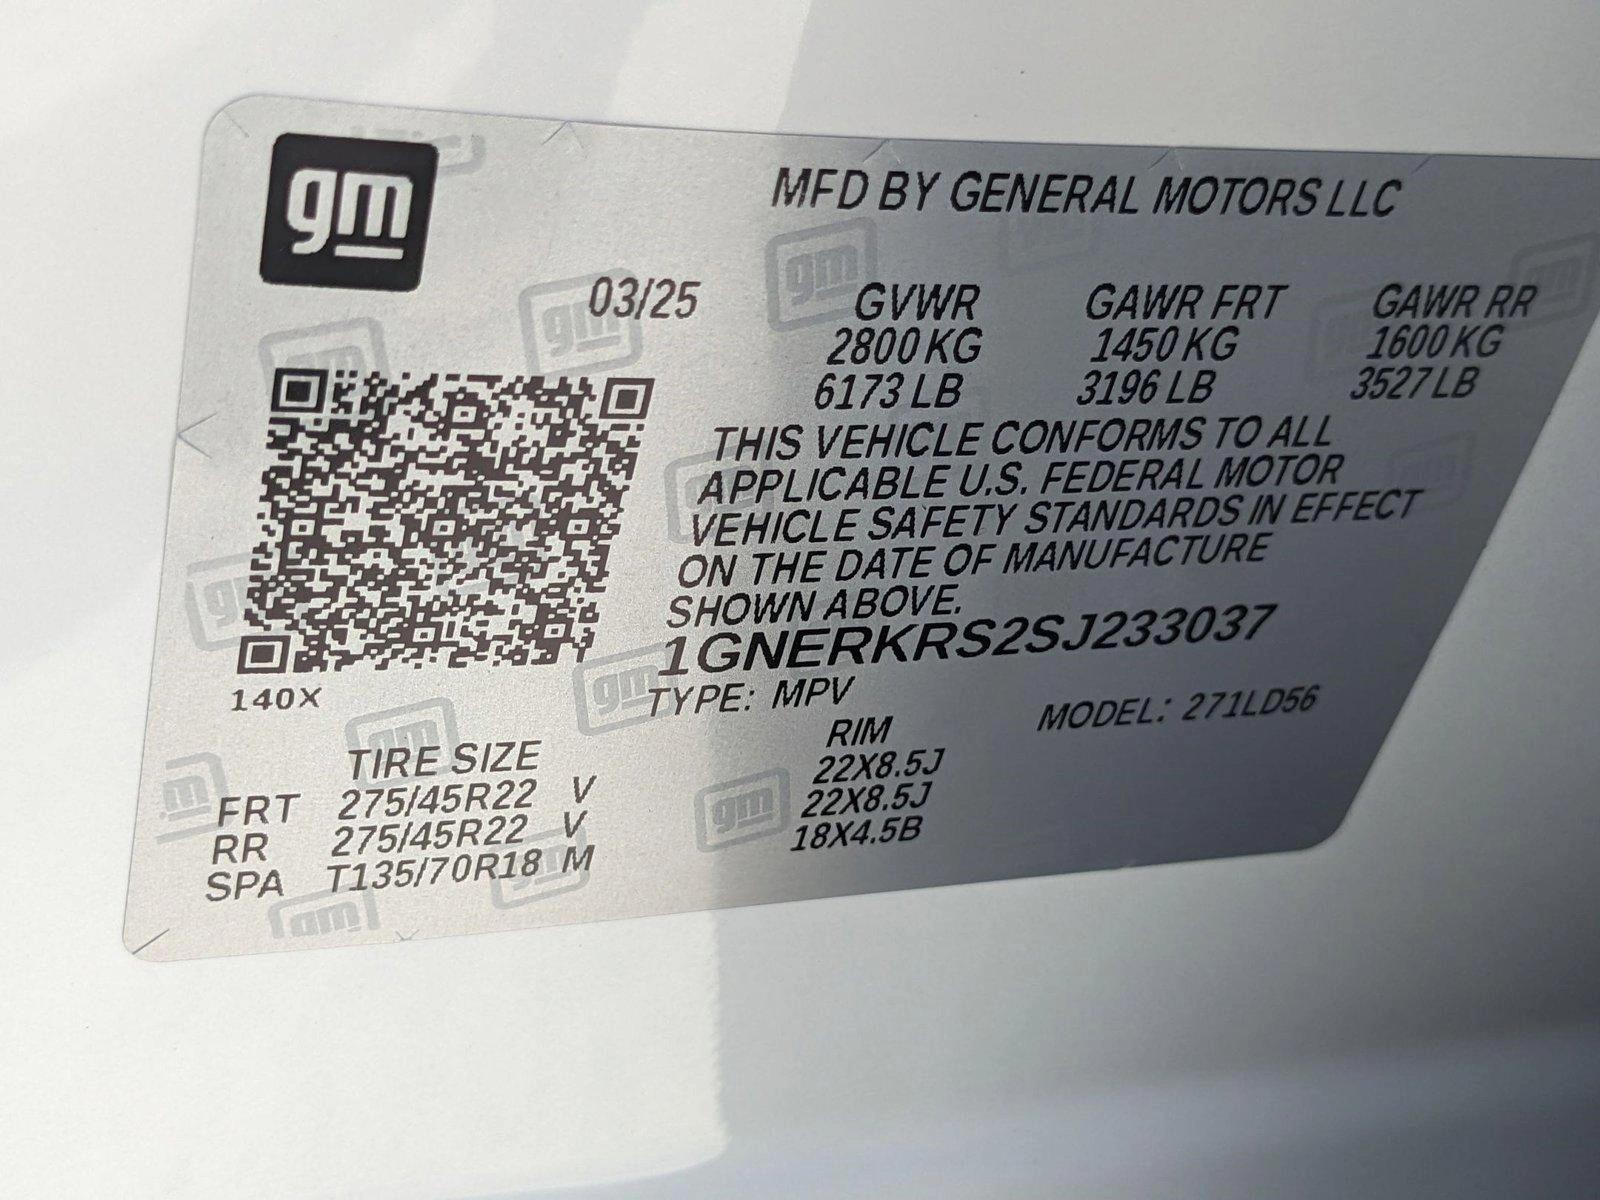 gm
MFD BY GENERAL MOTORS LLC
03/25
GVWR GAWR FRT GAWR RR
2800 KG 1450 KG 1600 KG
6173 LB 3196 LB 3527 LB
THIS VEHICLE CONFORMS TO ALL
APPLICABLE U.S. FEDERAL MOTOR
VEHICLE SAFETY STANDARDS IN EFFECT
ON THE DATE OF MANUFACTURE
SHOWN ABOVE.
1GNERKRS2SJ233037
140X
TYPE: MPV MODEL: 271LD56
TIRE SIZE RIM
FRT 275/45R22 V 22X8.5J
RR 275/45R22 V 22X8.5J
SPA T135/70R18 M 18X4.5B